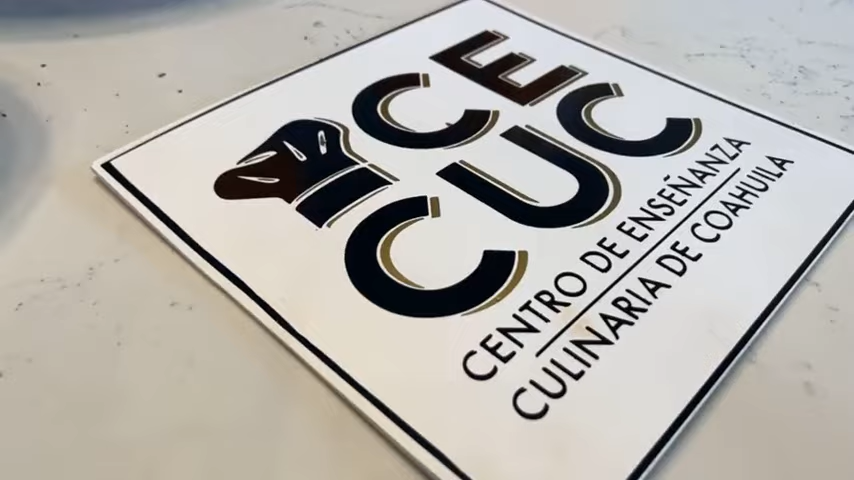 CE
CUC
CENTRO DE ENSEÑANZA
CULINARIA DE COAHUILA